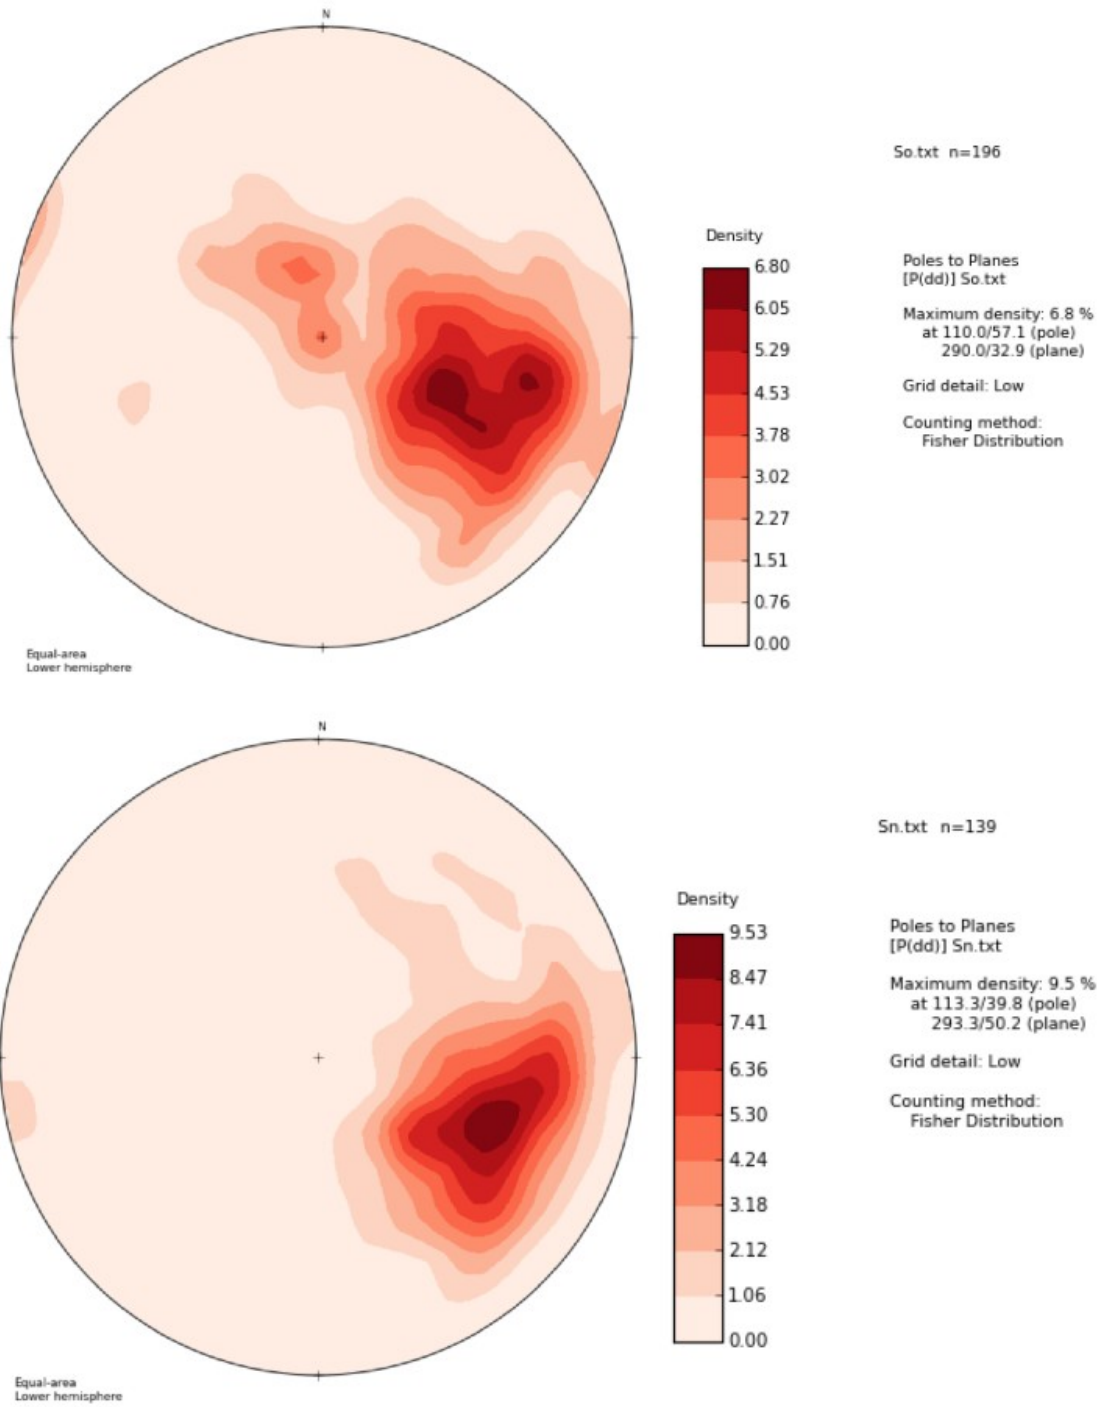 N
So.txt n=196
Density
6.80
6.05
5.29
4.53
3.78
3.02
2.27
1.51
0.76
0.00
Poles to Planes
[P(dd)] So.txt
Maximum density: 6.8 %
at 110.0/57.1 (pole)
290.0/32.9 (plane)
Grid detail: Low
Counting method:
Fisher Distribution
Equal-area
Lower hemisphere
N
Sn.txt n=139
Density
9.53
8.47
7.41
6.36
5.30
4.24
3.18
2.12
1.06
0.00
Poles to Planes
[P(dd)] Sn.txt
Maximum density: 9.5 %
at 113.3/39.8 (pole)
293.3/50.2 (plane)
Grid detail: Low
Counting method:
Fisher Distribution
Equal-area
Lower hemisphere